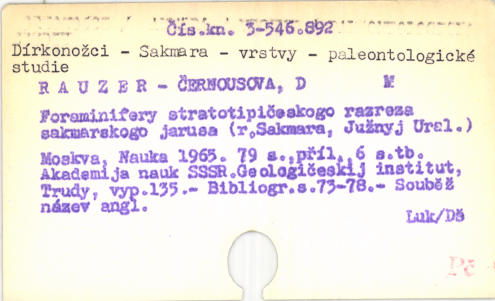 Čís.kn. 3-546.892
Dírkonožci - Sakmara - vrstvy - paleontologické
studie
R A U Z E R - ČERNOUSOVA, D M
Foraminifery stratotipičeskogo razreza
sakmarskogo jarusa (r.Sakmara, Južnyj Ural.)
Moskva, Nauka 1965. 79 s.,příl., 6 s.tb.
Akademija nauk SSSR.Geologičeskij institut,
Trudy, vyp.135.- Bibliogr.s.73-78.- Souběž
název angl.
Luk/Dš
Pč